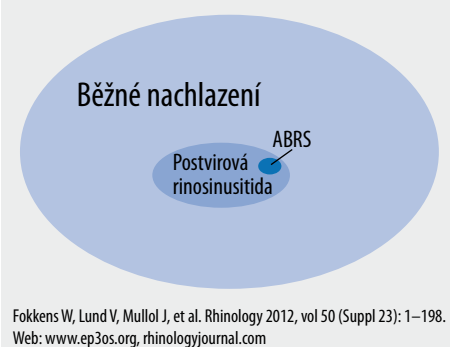 Běžné nachlazení
ABRS
Postvirová
rinosinusitida
Fokkens W, Lund V, Mullol J, et al. Rhinology 2012, vol 50 (Suppl 23): 1–198.
Web: www.ep3os.org, rhinologyjournal.com